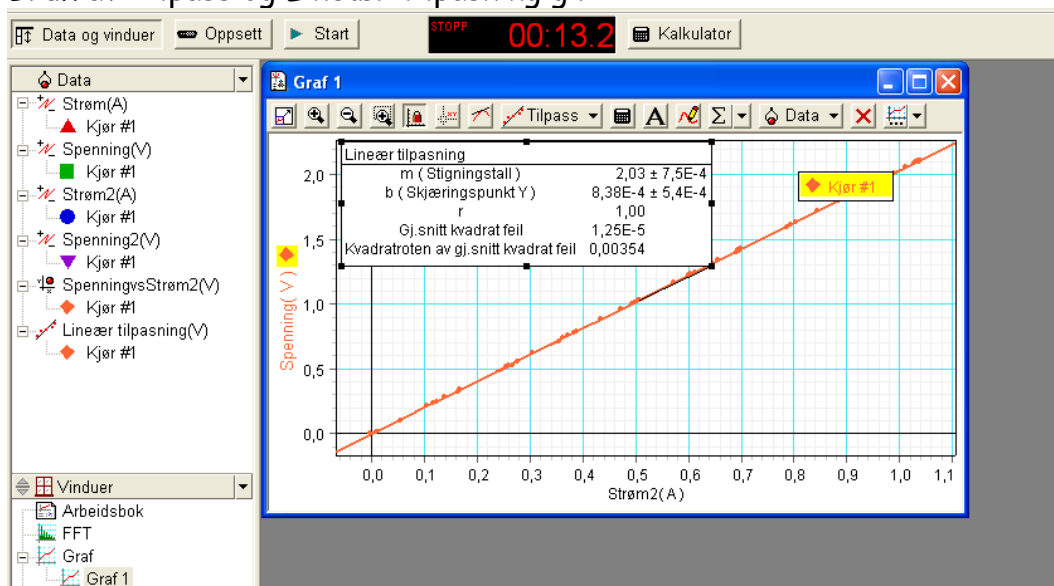 Data og vinduer Oppsett Start STOPP 00:13.2 Kalkulator
Data
Strøm(A)
Kjør #1
Spenning(V)
Kjør #1
Strøm2(A)
Kjør #1
Spenning2(V)
Kjør #1
SpenningvsStrøm2(V)
Kjør #1
Lineær tilpasning(V)
Kjør #1
Vinduer
Arbeidsbok
FFT
Graf
Graf 1
Graf 1
Tilpass A Σ Data
Lineær tilpasning
m ( Stigningstall ) 2,03 ± 7,5E-4
b ( Skjæringspunkt Y ) 8,38E-4 ± 5,4E-4
r 1,00
Gj.snitt kvadrat feil 1,25E-5
Kvadratroten av gj.snitt kvadrat feil 0,00354
Kjør #1
Spenning( V )
2,0
1,5
1,0
0,5
0,0
0,0 0,1 0,2 0,3 0,4 0,5 0,6 0,7 0,8 0,9 1,0 1,1
Strøm2( A )